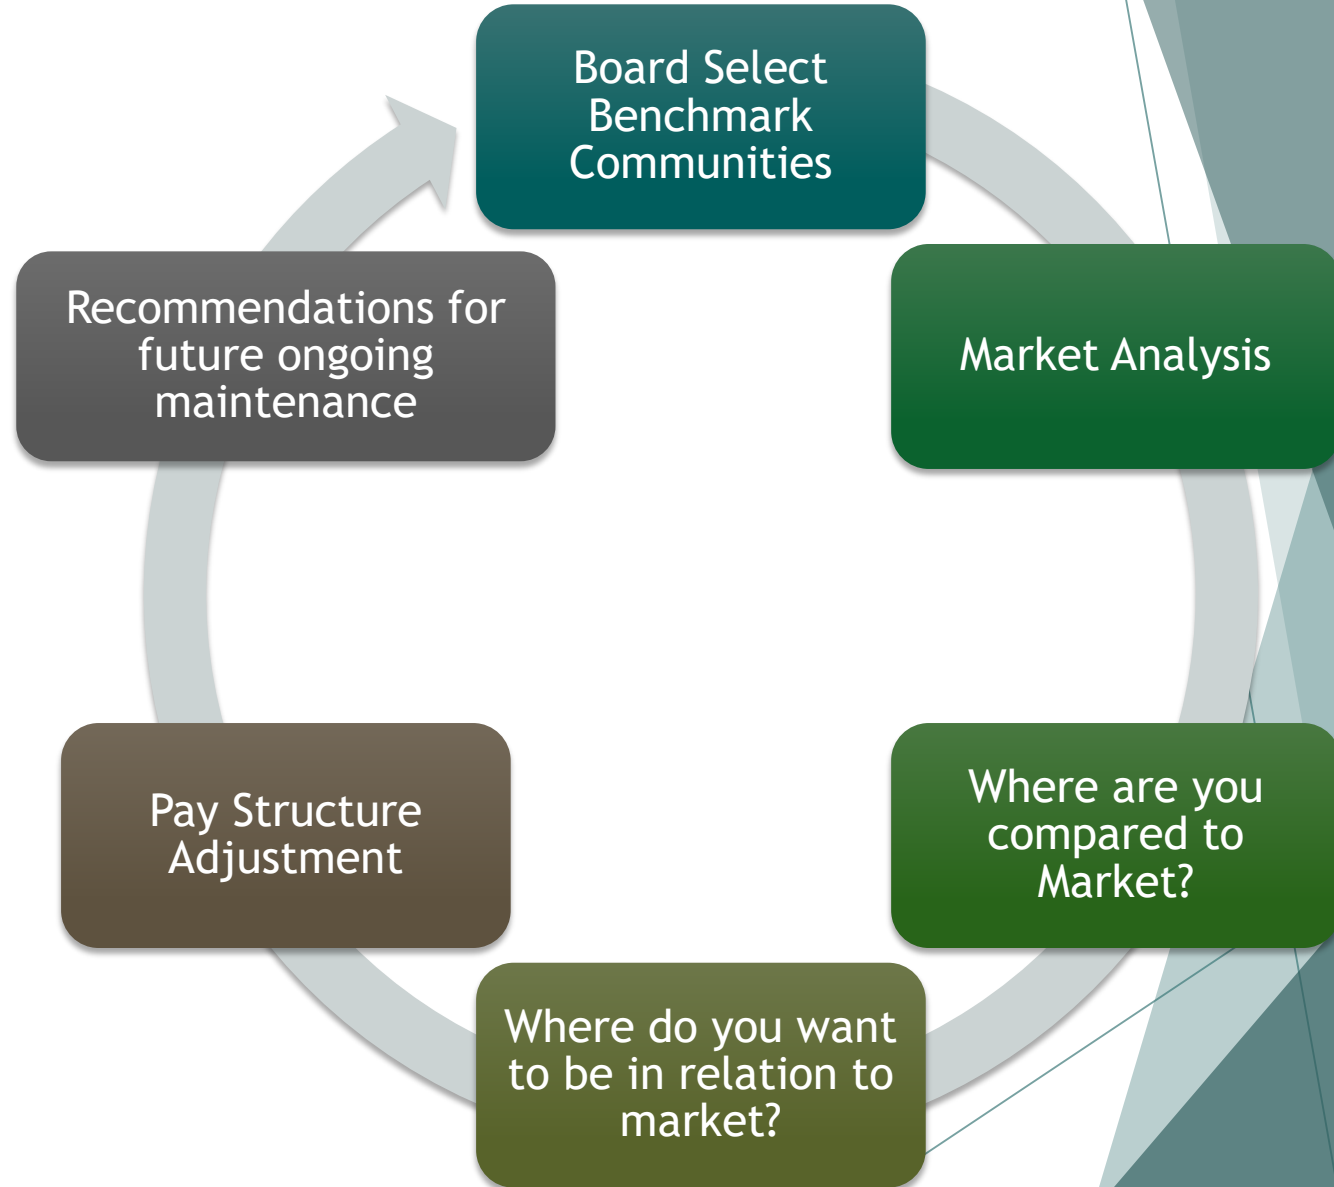 Board Select
Benchmark
Communities
Market Analysis
Where are you
compared to
Market?
Where do you want
to be in relation to
market?
Pay Structure
Adjustment
Recommendations for
future ongoing
maintenance